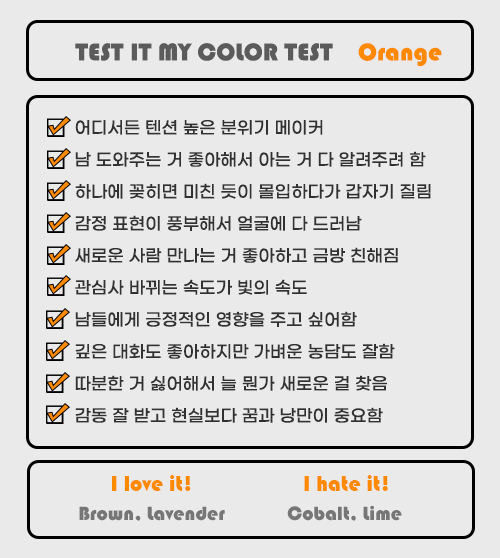 TEST IT MY COLOR TEST Orange
어디서든 텐션 높은 분위기 메이커
남 도와주는 거 좋아해서 아는 거 다 알려주려 함
하나에 꽂히면 미친 듯이 몰입하다가 갑자기 질림
감정 표현이 풍부해서 얼굴에 다 드러남
새로운 사람 만나는 거 좋아하고 금방 친해짐
관심사 바뀌는 속도가 빛의 속도
남들에게 긍정적인 영향을 주고 싶어함
깊은 대화도 좋아하지만 가벼운 농담도 잘함
따분한 거 싫어해서 늘 뭔가 새로운 걸 찾음
감동 잘 받고 현실보다 꿈과 낭만이 중요함
I love it! I hate it!
Brown, Lavender Cobalt, Lime